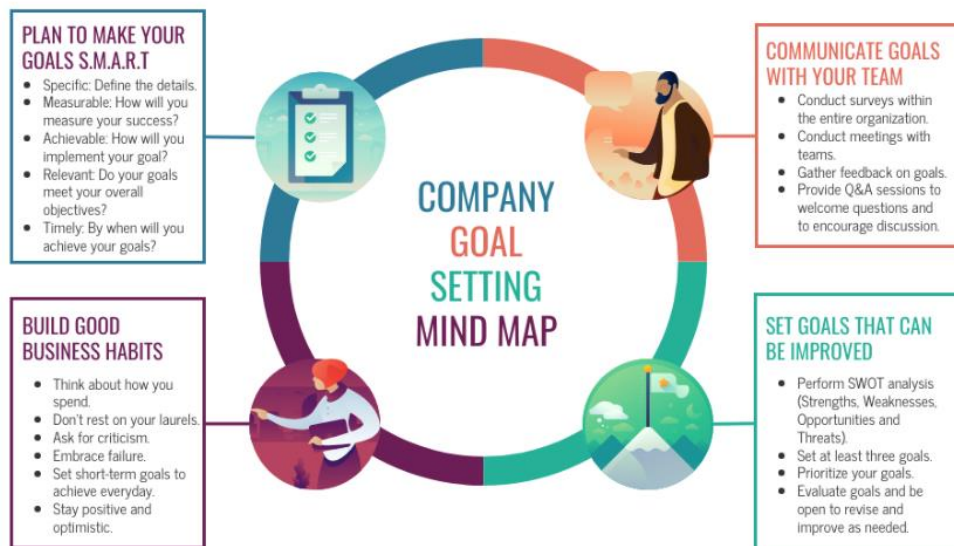 PLAN TO MAKE YOUR
GOALS S.M.A.R.T
● Specific: Define the details.
● Measurable: How will you
measure your success?
● Achievable: How will you
implement your goal?
● Relevant: Do your goals
meet your overall
objectives?
● Timely: By when will you
achieve your goals?
COMMUNICATE GOALS
WITH YOUR TEAM
● Conduct surveys within
the entire organization.
● Conduct meetings with
teams.
● Gather feedback on goals.
● Provide Q&A sessions to
welcome questions and
to encourage discussion.
COMPANY
GOAL
SETTING
MIND MAP
BUILD GOOD
BUSINESS HABITS
● Think about how you
spend.
● Don't rest on your laurels.
● Ask for criticism.
● Embrace failure.
● Set short-term goals to
achieve everyday.
● Stay positive and
optimistic.
SET GOALS THAT CAN
BE IMPROVED
● Perform SWOT analysis
(Strengths, Weaknesses,
Opportunities and
Threats).
● Set at least three goals.
● Prioritize your goals.
● Evaluate goals and be
open to revise and
improve as needed.